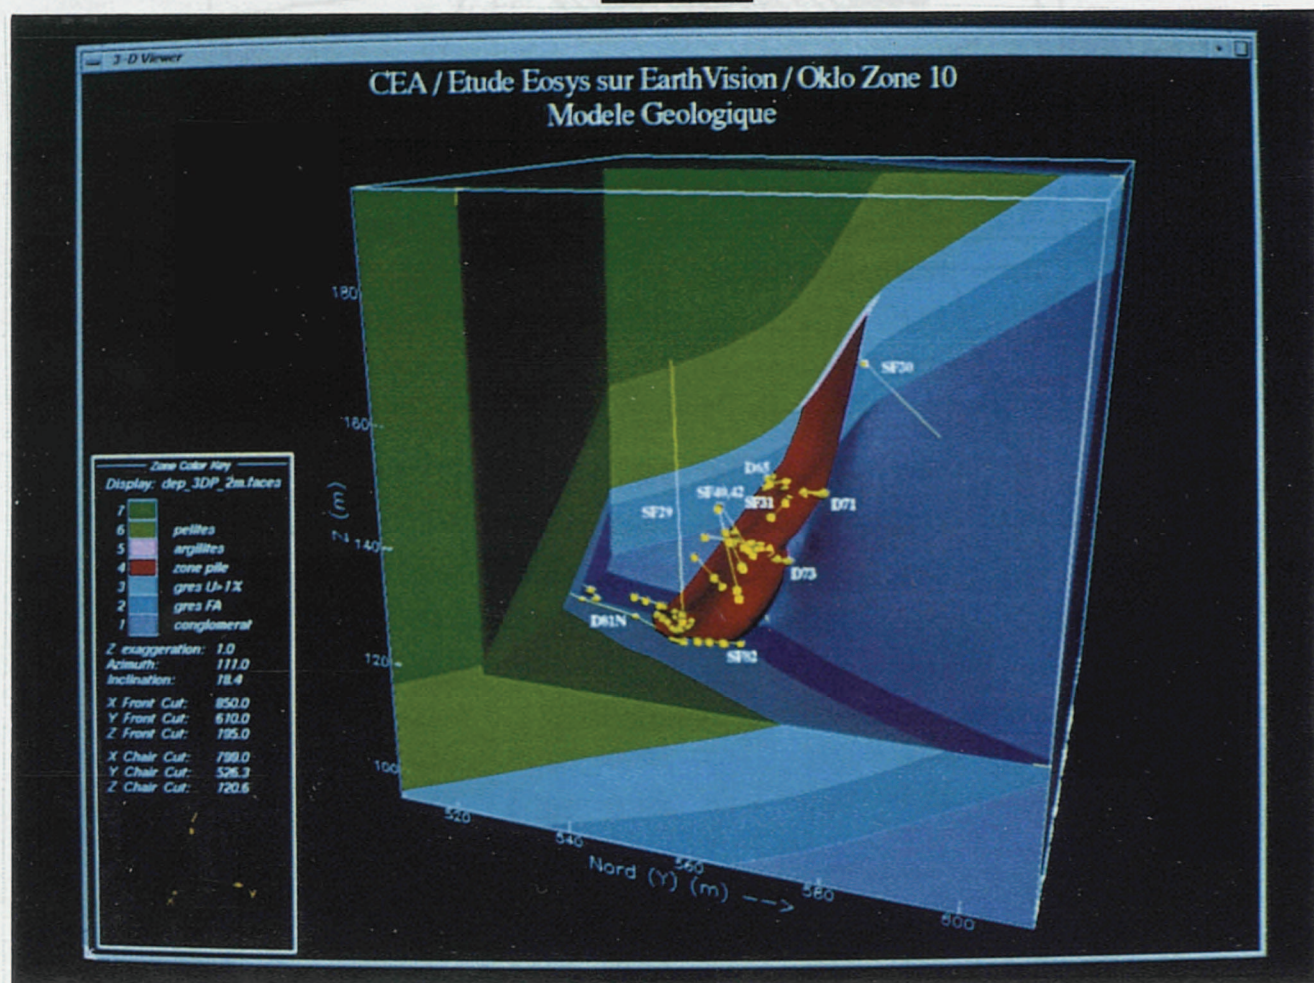 3-D Viewer
CEA / Etude Eosys sur EarthVision / Oklo Zone 10
Modele Geologique
180
160
140
120
100
Z (m)
520
540
560
580
600
Nord (Y) (m) -->
SF30
D65
SF40,42
SF31
SF29
D71
D73
D81N
Zone Color Key
Display: dep_3DP_2m.faces
7
6 pelites
5 argilites
4 zone pile
3 gres U>1%
2 gres FA
1 conglomerat
Z exaggeration: 1.0
Azimuth: 111.0
Inclination: 18.4
X Front Cut: 850.0
Y Front Cut: 610.0
Z Front Cut: 195.0
X Chair Cut: 799.0
Y Chair Cut: 526.3
Z Chair Cut: 120.6